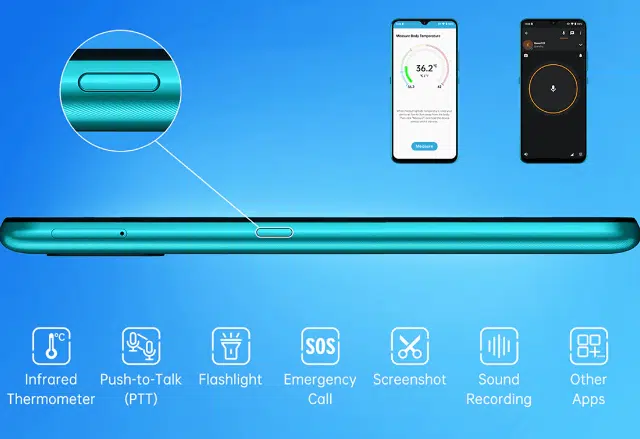 Measure Body Temperature
36.2°c
Measure
°C
SOS
Infrared
Thermometer
Push-to-Talk
(PTT)
Flashlight
Emergency
Call
Screenshot
Sound
Recording
Other
Apps